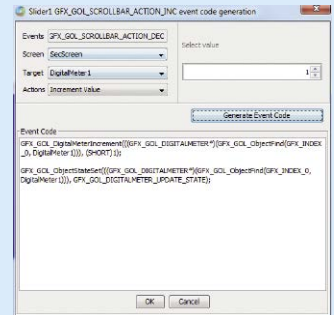 Slider1 GFX_GOL_SCROLLBAR_ACTION_INC event code generation
Events GFX_GOL_SCROLLBAR_ACTION_DEC
Select value
Screen SecScreen
Target DigitalMeter1
1
Actions Increment Value
Generate Event Code
Event Code
GFX_GOL_DigitalMeterIncrement(((GFX_GOL_DIGITALMETER*)(GFX_GOL_ObjectFind(GFX_INDEX
_0, DigitalMeter1))), (SHORT)1);
GFX_GOL_ObjectStateSet(((GFX_GOL_DIGITALMETER*)(GFX_GOL_ObjectFind(GFX_INDEX_0,
DigitalMeter1))), GFX_GOL_DIGITALMETER_UPDATE_STATE);
OK Cancel